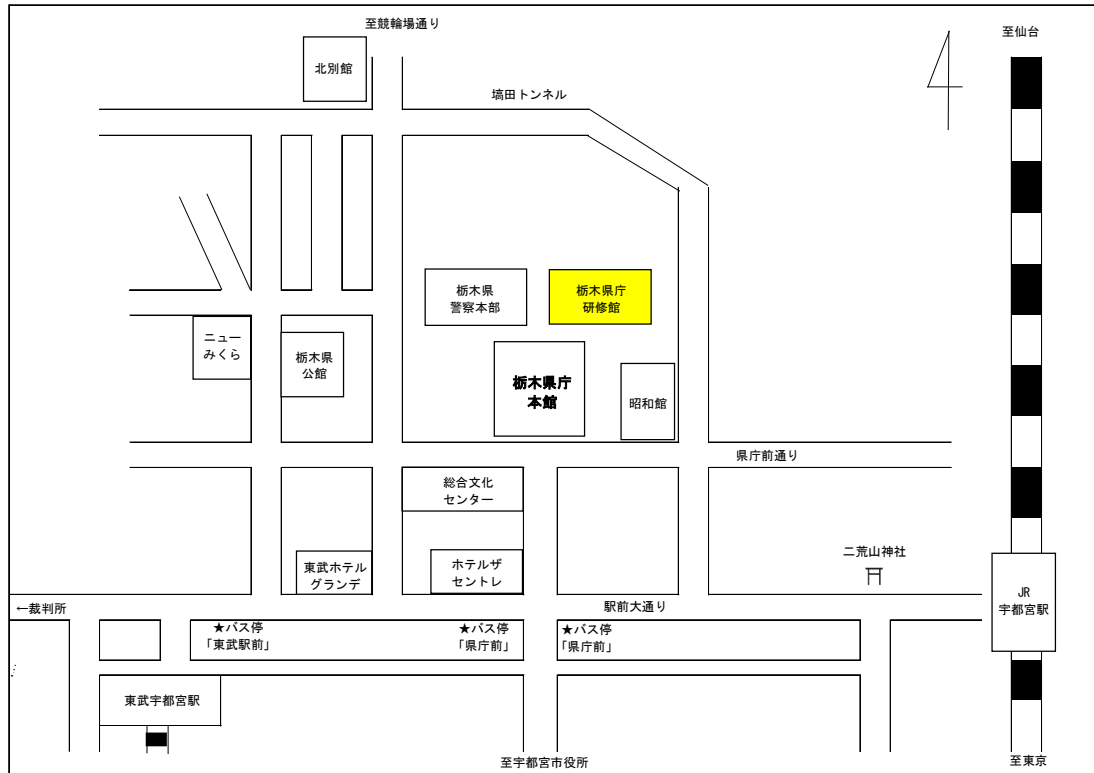 至競輪場通り
至仙台
北別館
塙田トンネル
栃木県
警察本部
栃木県庁
研修館
ニュー
みくら
栃木県
公館
栃木県庁
本館
昭和館
県庁前通り
総合文化
センター
二荒山神社
東武ホテル
グランデ
ホテルザ
セントレ
JR
宇都宮駅
←裁判所
駅前大通り
★バス停
「東武駅前」
★バス停
「県庁前」
★バス停
「県庁前」
東武宇都宮駅
至宇都宮市役所
至東京